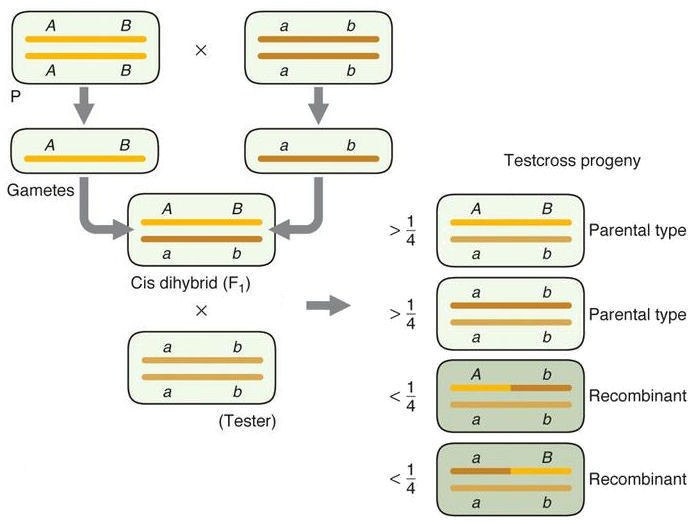 A B a b
×
A B a b
P
A B a b
Gametes
Testcross progeny
A B
a b
Cis dihybrid (F₁)
×
a b
a b
(Tester)
> 1/4
A B
a b
Parental type
> 1/4
a b
a b
Parental type
< 1/4
A b
a b
Recombinant
< 1/4
a B
a b
Recombinant